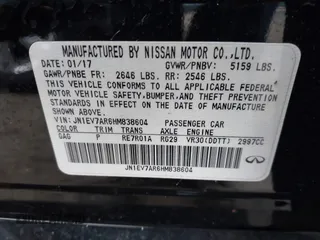 MANUFACTURED BY NISSAN MOTOR CO.,LTD.
DATE: 01/17 GVWR/PNBV: 5159 LBS.
GAWR/PNBE FR: 2646 LBS. RR: 2546 LBS.
THIS VEHICLE CONFORMS TO ALL APPLICABLE FEDERAL
MOTOR VEHICLE SAFETY, BUMPER, AND THEFT PREVENTION
STANDARDS IN EFFECT ON THE DATE OF MANUFACTURE
SHOWN ABOVE.
VIN:JN1EV7AR6HM838604 PASSENGER CAR
COLOR TRIM TRANS AXLE ENGINE
GAG P RE7R01A RG29 VR30(DDTT) 2997CC
JN1EV7AR6HM838604